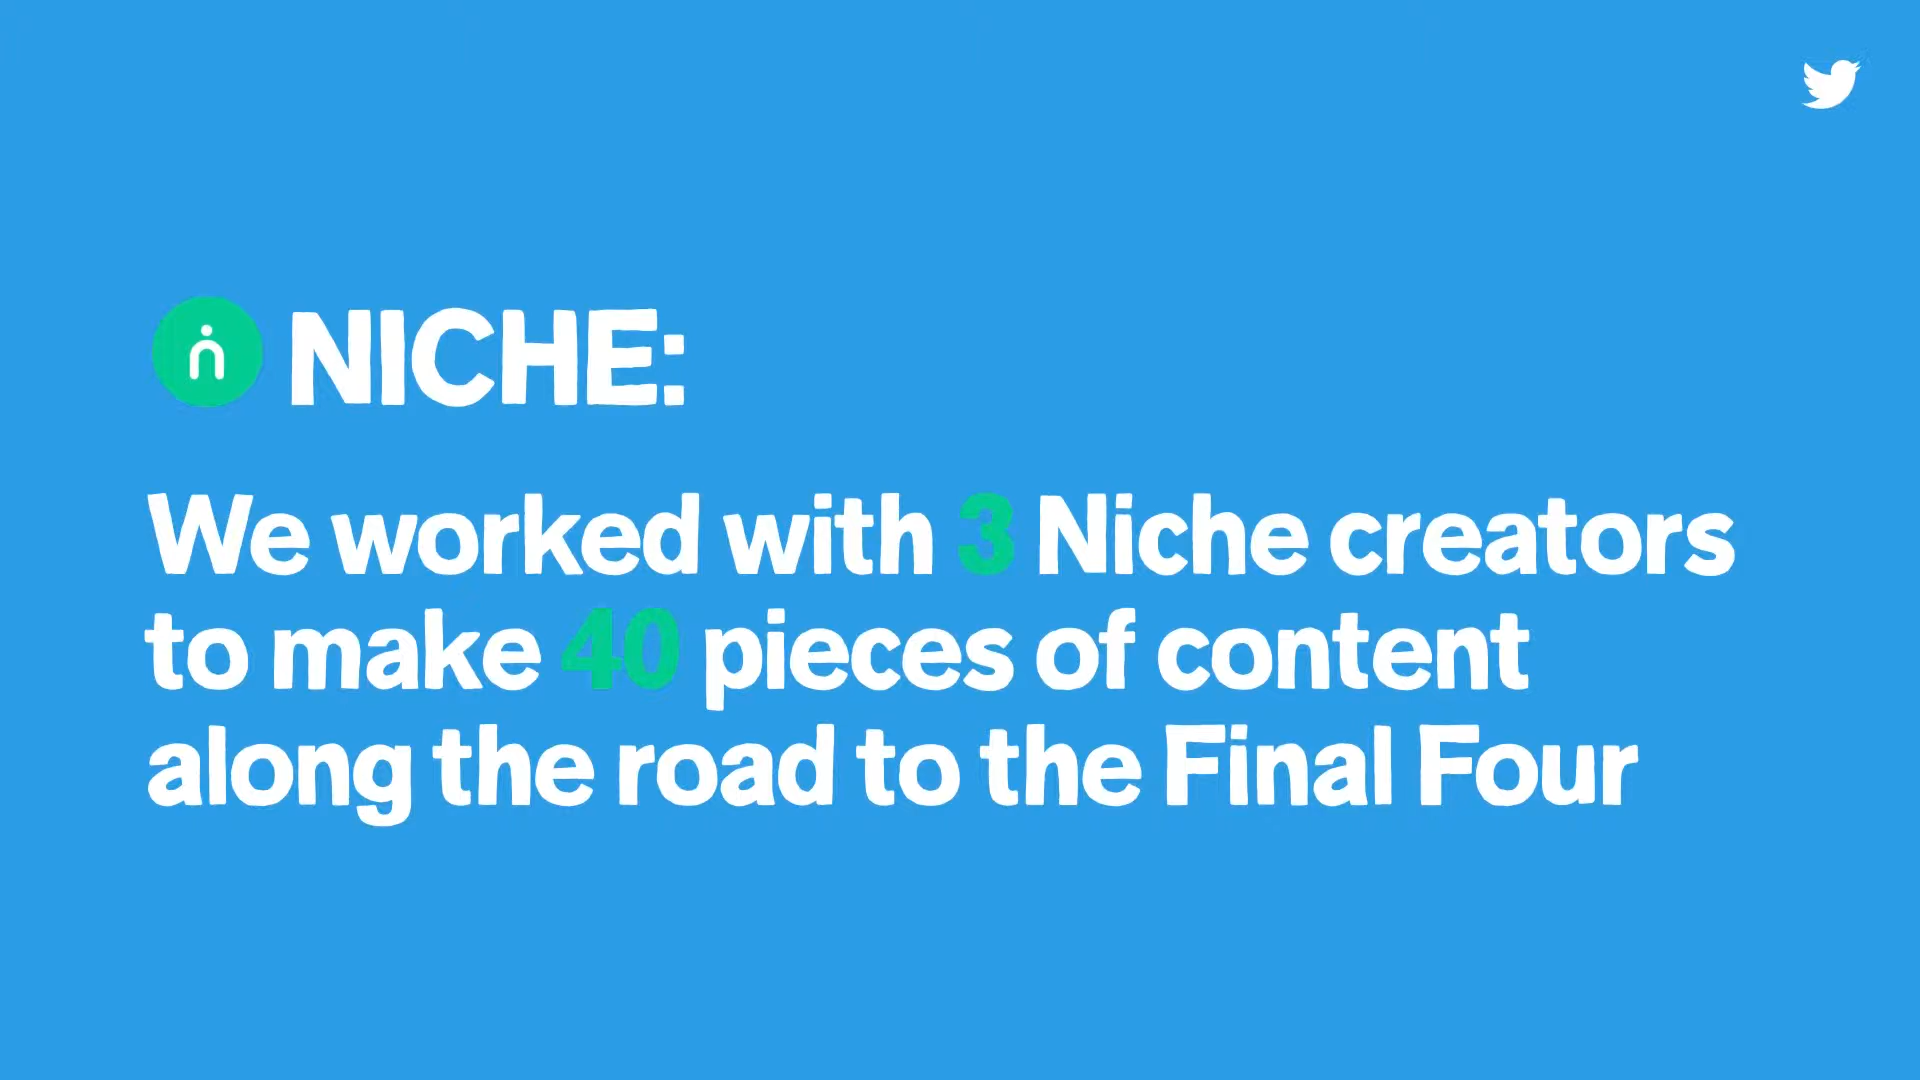 NICHE:
We worked with 3 Niche creators
to make 40 pieces of content
along the road to the Final Four